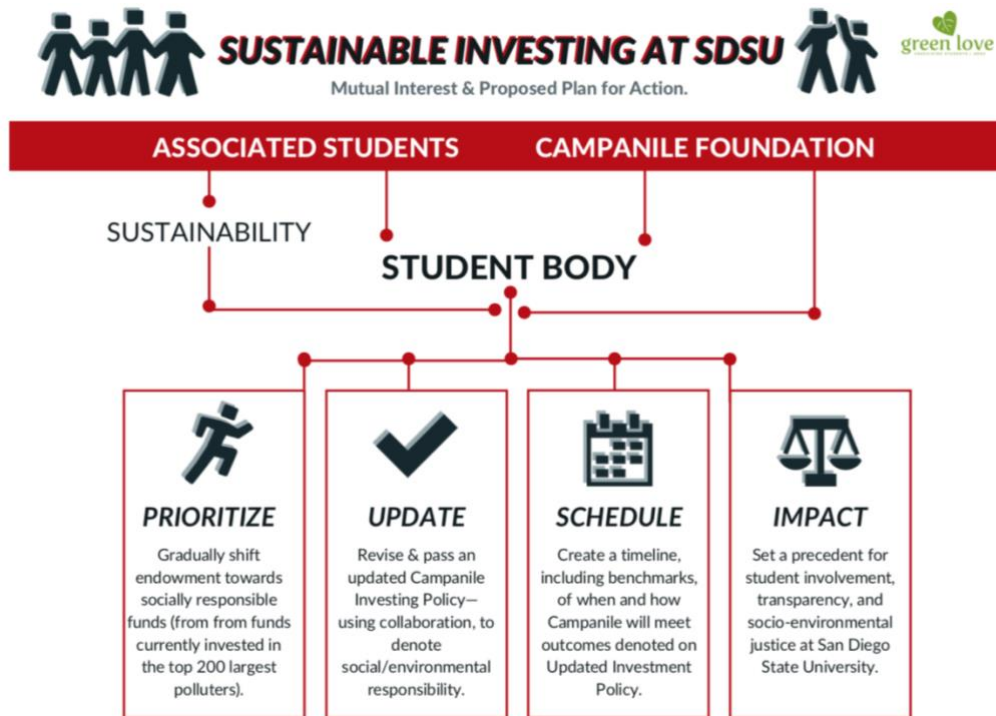 SUSTAINABLE INVESTING AT SDSU
green love
Mutual Interest & Proposed Plan for Action.
ASSOCIATED STUDENTS
CAMPANILE FOUNDATION
SUSTAINABILITY
STUDENT BODY
PRIORITIZE
Gradually shift
endowment towards
socially responsible
funds (from from funds
currently invested in
the top 200 largest
polluters).
UPDATE
Revise & pass an
updated Campanile
Investing Policy—
using collaboration, to
denote
social/environmental
responsibility.
SCHEDULE
Create a timeline,
including benchmarks,
of when and how
Campanile will meet
outcomes denoted on
Updated Investment
Policy.
IMPACT
Set a precedent for
student involvement,
transparency, and
socio-environmental
justice at San Diego
State University.